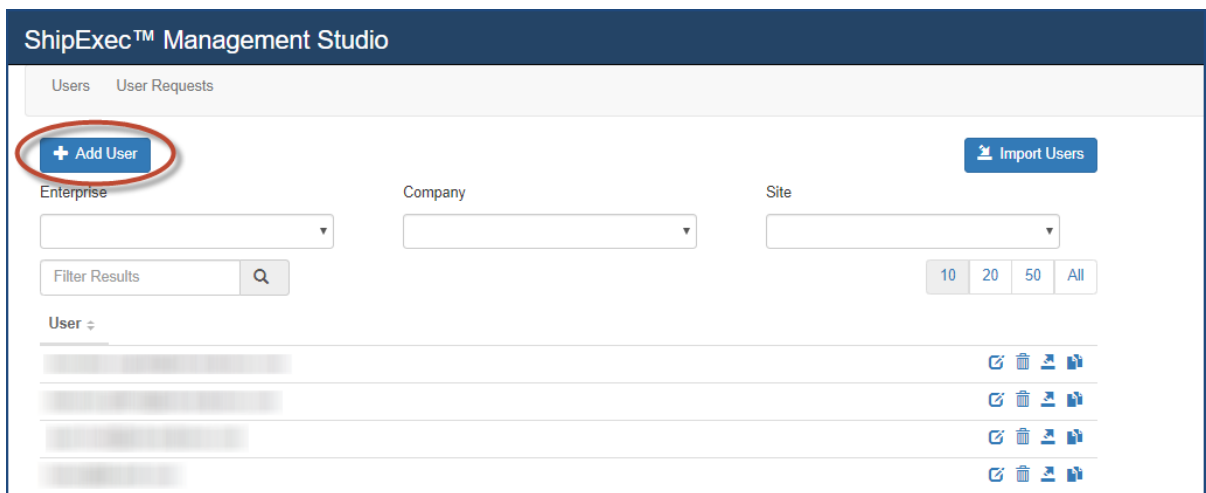 ShipExec™ Management Studio
Users User Requests
Add User Import Users
Enterprise Company Site
Filter Results 10 20 50 All
User